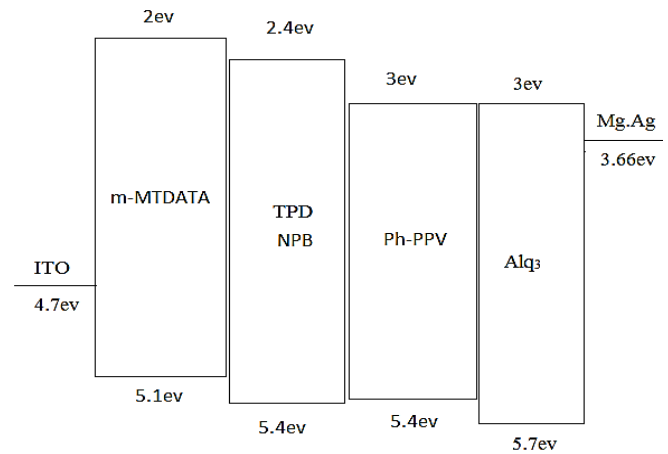 2ev
2.4ev
3ev
3ev
Mg.Ag
3.66ev
m-MTDATA
TPD
NPB
Ph-PPV
Alq₃
ITO
4.7ev
5.1ev
5.4ev
5.4ev
5.7ev